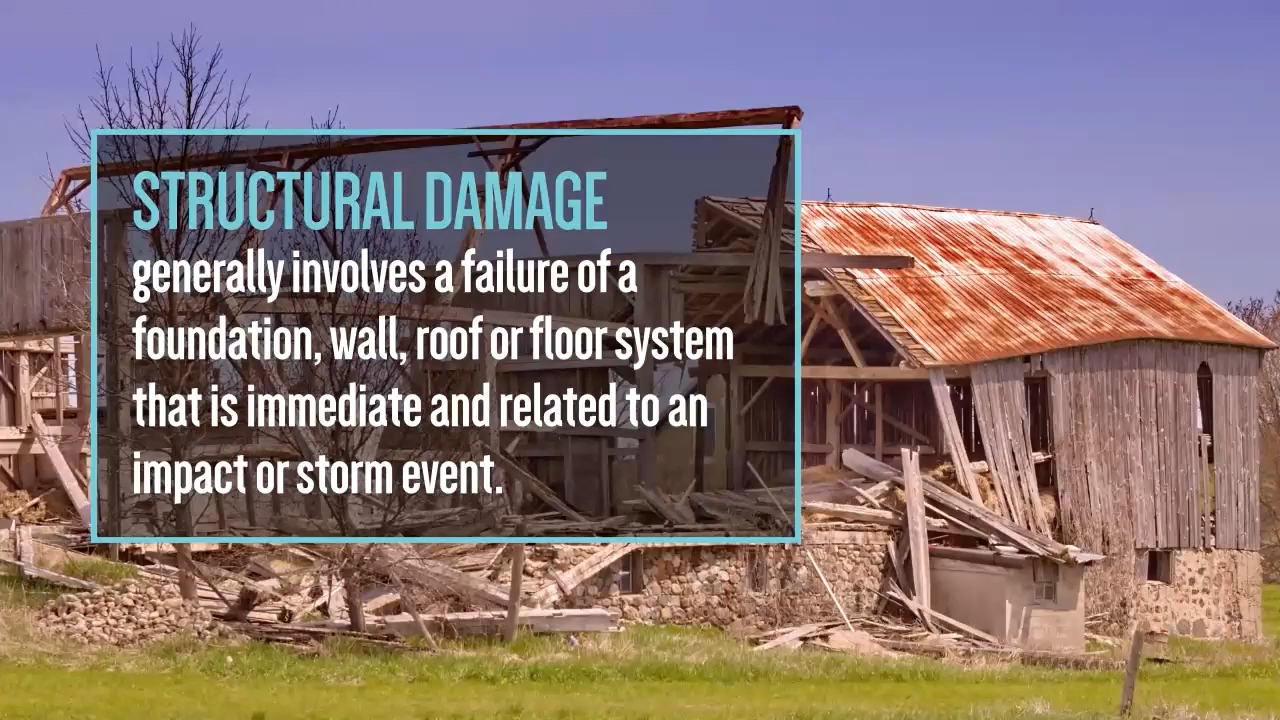 STRUCTURAL DAMAGE
generally involves a failure of a
foundation, wall, roof or floor system
that is immediate and related to an
impact or storm event.